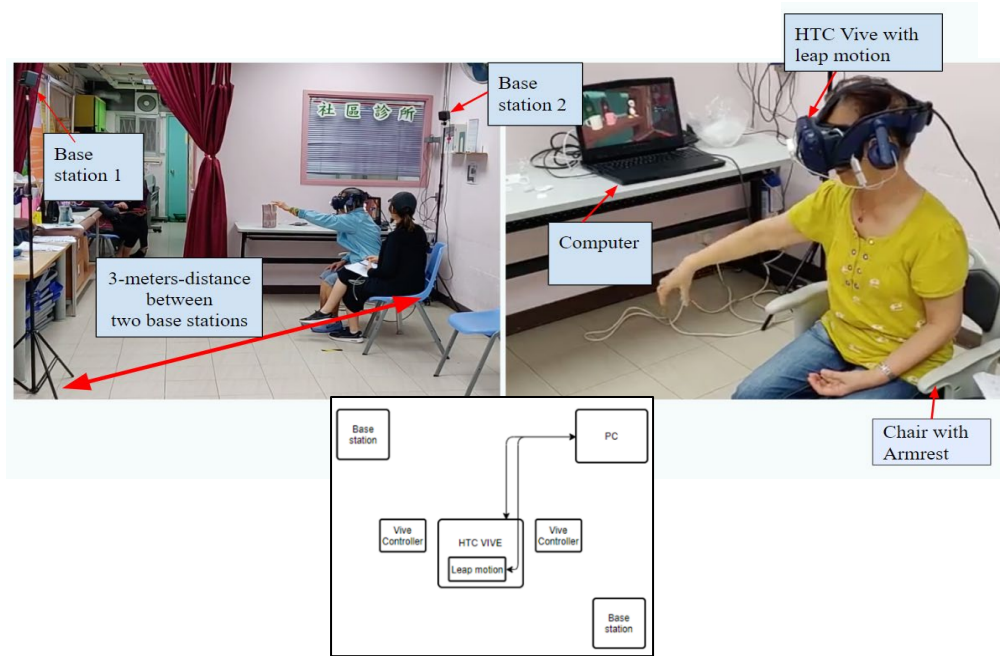 HTC Vive with
leap motion
Base
station 2
社區診所
Base
station 1
Computer
3-meters-distance
between
two base stations
Chair with
Armrest
Base
station
PC
Vive
Controller
HTC VIVE
Vive
Controller
Leap motion
Base
station